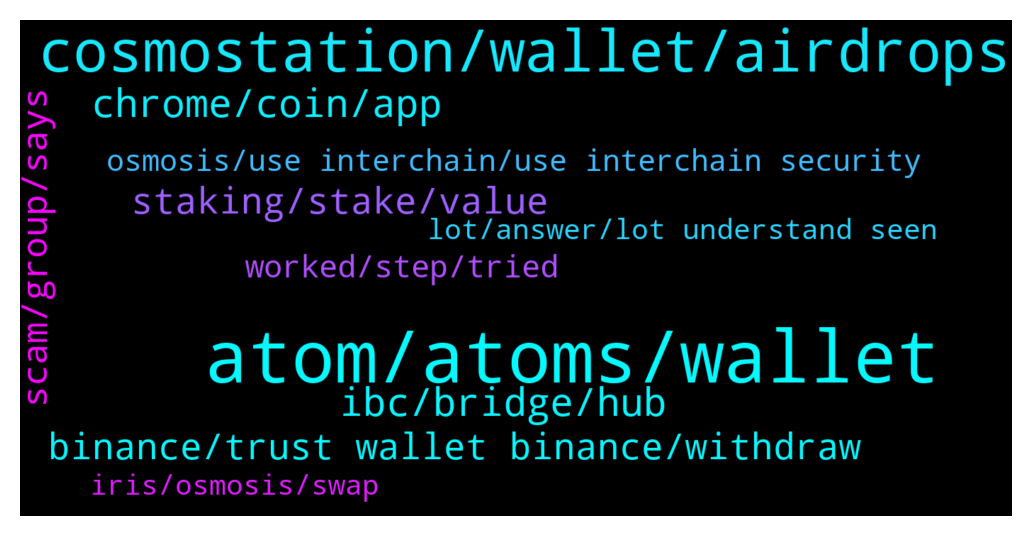 cosmostation/wallet/airdrops
chrome/coin/app
scam/group/says
osmosis/use interchain/use interchain security
staking/stake/value
lot/answer/lot understand seen
worked/step/tried
atom/atoms/wallet
ibc/bridge/hub
binance/trust wallet binance/withdraw
iris/osmosis/swap